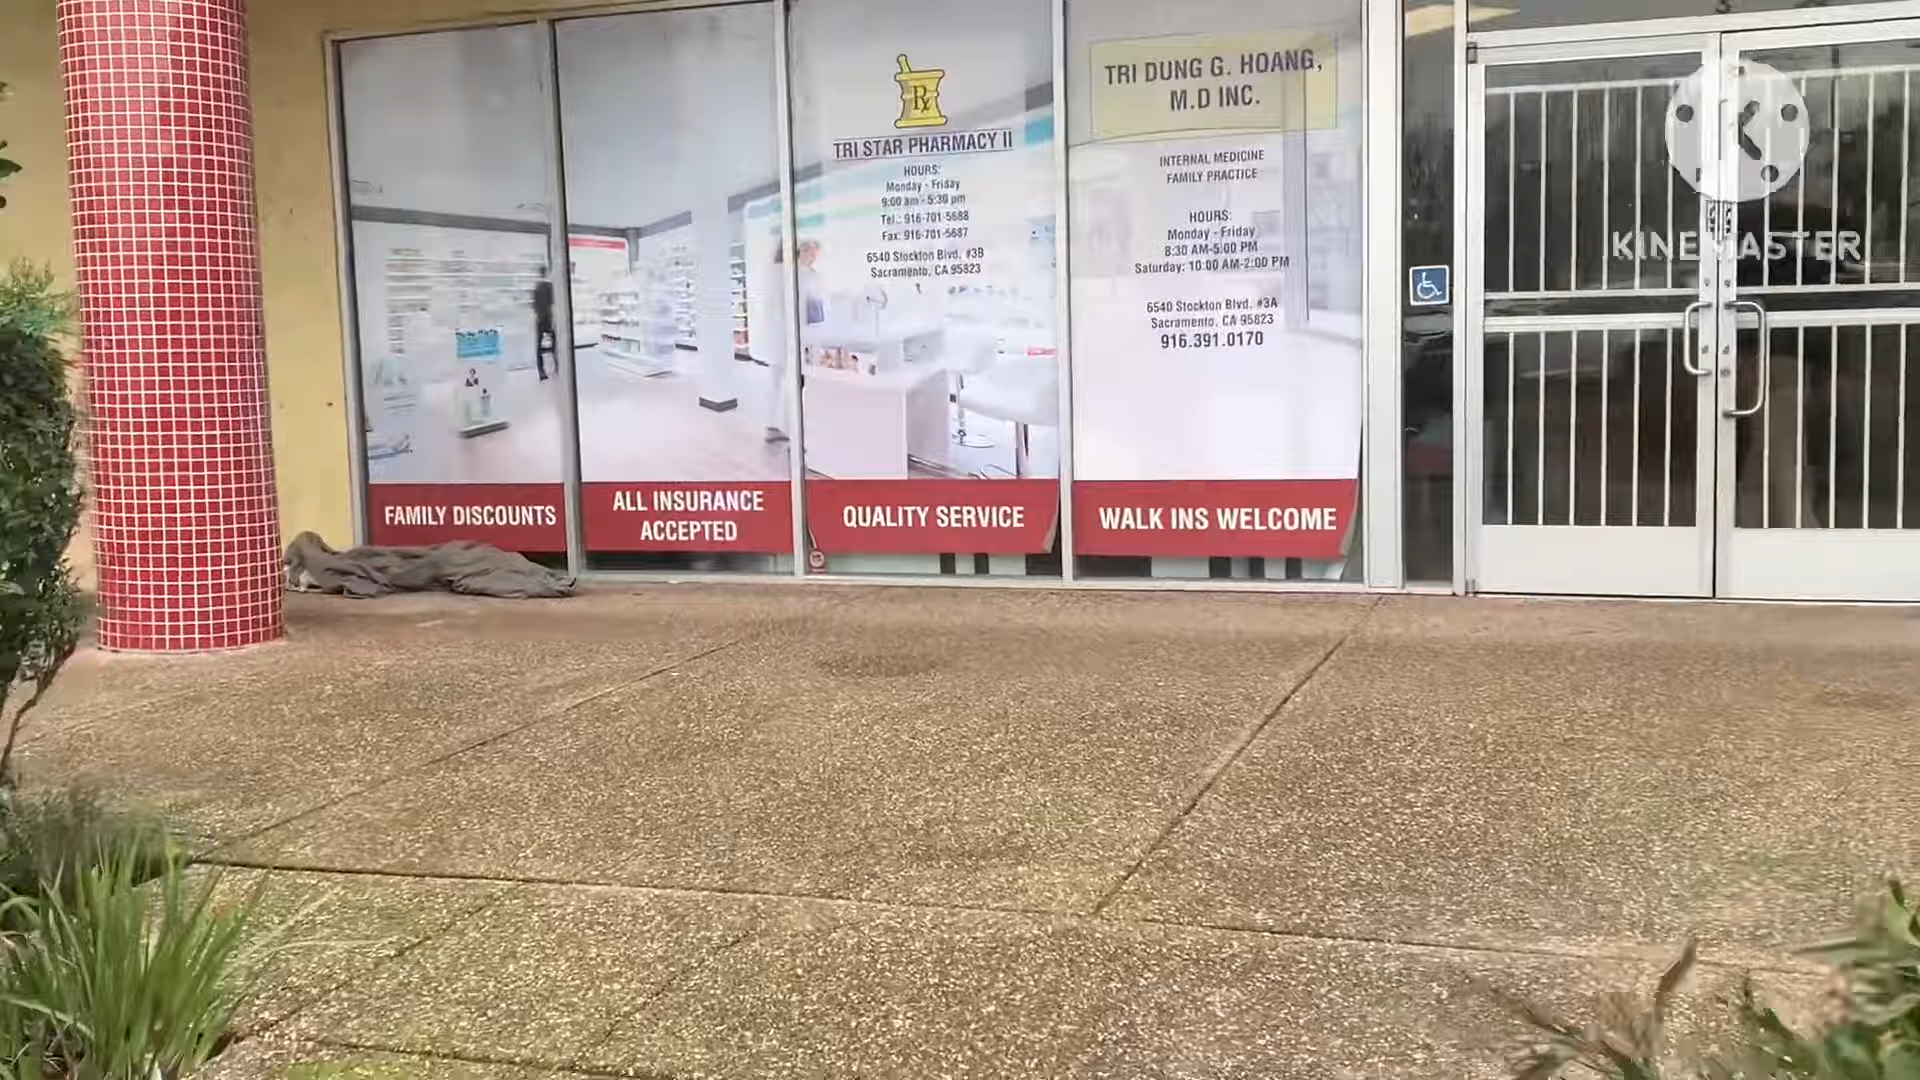 Rx
TRI STAR PHARMACY II
HOURS:
Monday - Friday
9:00 am - 5:30 pm
Tel.: 916-701-5688
Fax: 916-701-5687
6540 Stockton Blvd. #3B
Sacramento, CA 95823
TRI DUNG G. HOANG,
M.D INC.
INTERNAL MEDICINE
FAMILY PRACTICE
HOURS:
Monday - Friday
8:30 AM-5:00 PM
Saturday: 10:00 AM-2:00 PM
6540 Stockton Blvd. #3A
Sacramento, CA 95823
916.391.0170
FAMILY DISCOUNTS
ALL INSURANCE
ACCEPTED
QUALITY SERVICE
WALK INS WELCOME
KINEMASTER